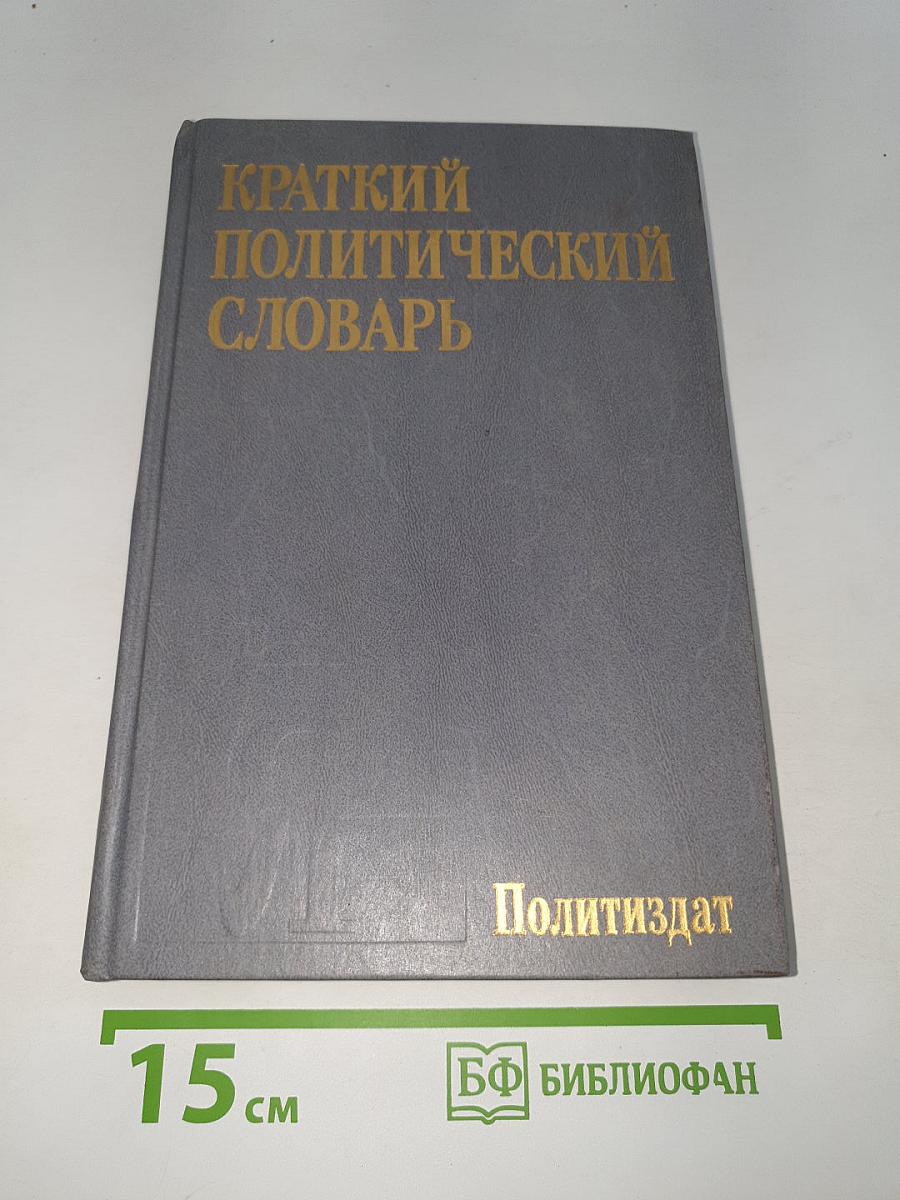 КРАТКИЙ
ПОЛИТИЧЕСКИЙ
СЛОВАРЬ
Политиздат
15 см
БФ БИБЛИОФАН